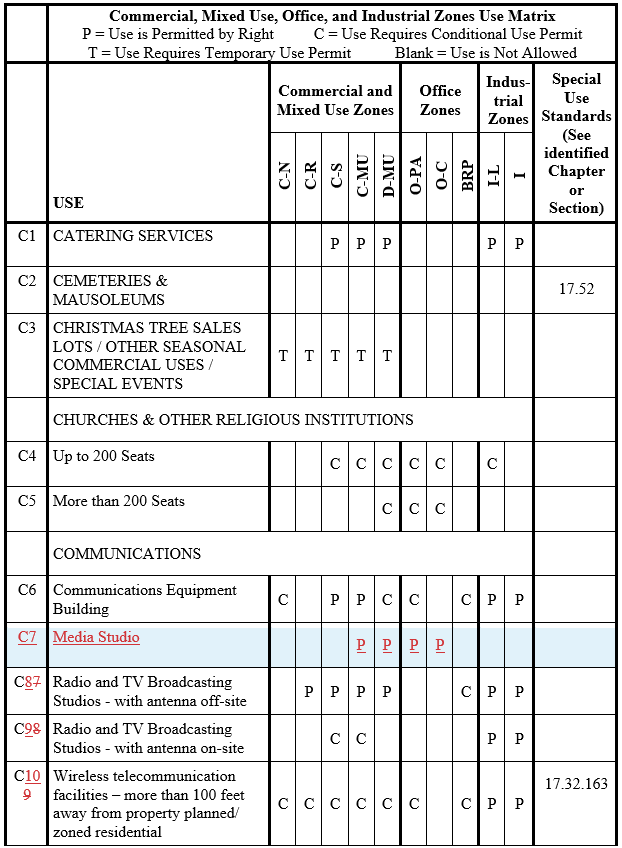 Commercial, Mixed Use, Office, and Industrial Zones Use Matrix
P = Use is Permitted by Right C = Use Requires Conditional Use Permit
T = Use Requires Temporary Use Permit Blank = Use is Not Allowed
USE
Commercial and
Mixed Use Zones
Office
Zones
Indus-
trial
Zones
Special
Use
Standards
(See
identified
Chapter
or
Section)
C-N
C-R
C-S
C-MU
D-MU
O-PA
O-C
BRP
I-L
I
C1 CATERING SERVICES P P P P P
C2 CEMETERIES &
MAUSOLEUMS 17.52
C3 CHRISTMAS TREE SALES
LOTS / OTHER SEASONAL
COMMERCIAL USES / T T T T T
SPECIAL EVENTS
CHURCHES & OTHER RELIGIOUS INSTITUTIONS
C4 Up to 200 Seats C C C C C C
C5 More than 200 Seats C C C
COMMUNICATIONS
C6 Communications Equipment
Building C P P C C C P P
C7 Media Studio P P P P
C87 Radio and TV Broadcasting
Studios - with antenna off-site P P P P C P P
C98 Radio and TV Broadcasting
Studios - with antenna on-site C C P P
C10 Wireless telecommunication
9 facilities – more than 100 feet 17.32.163
away from property planned/ C C C C C C C P P
zoned residential